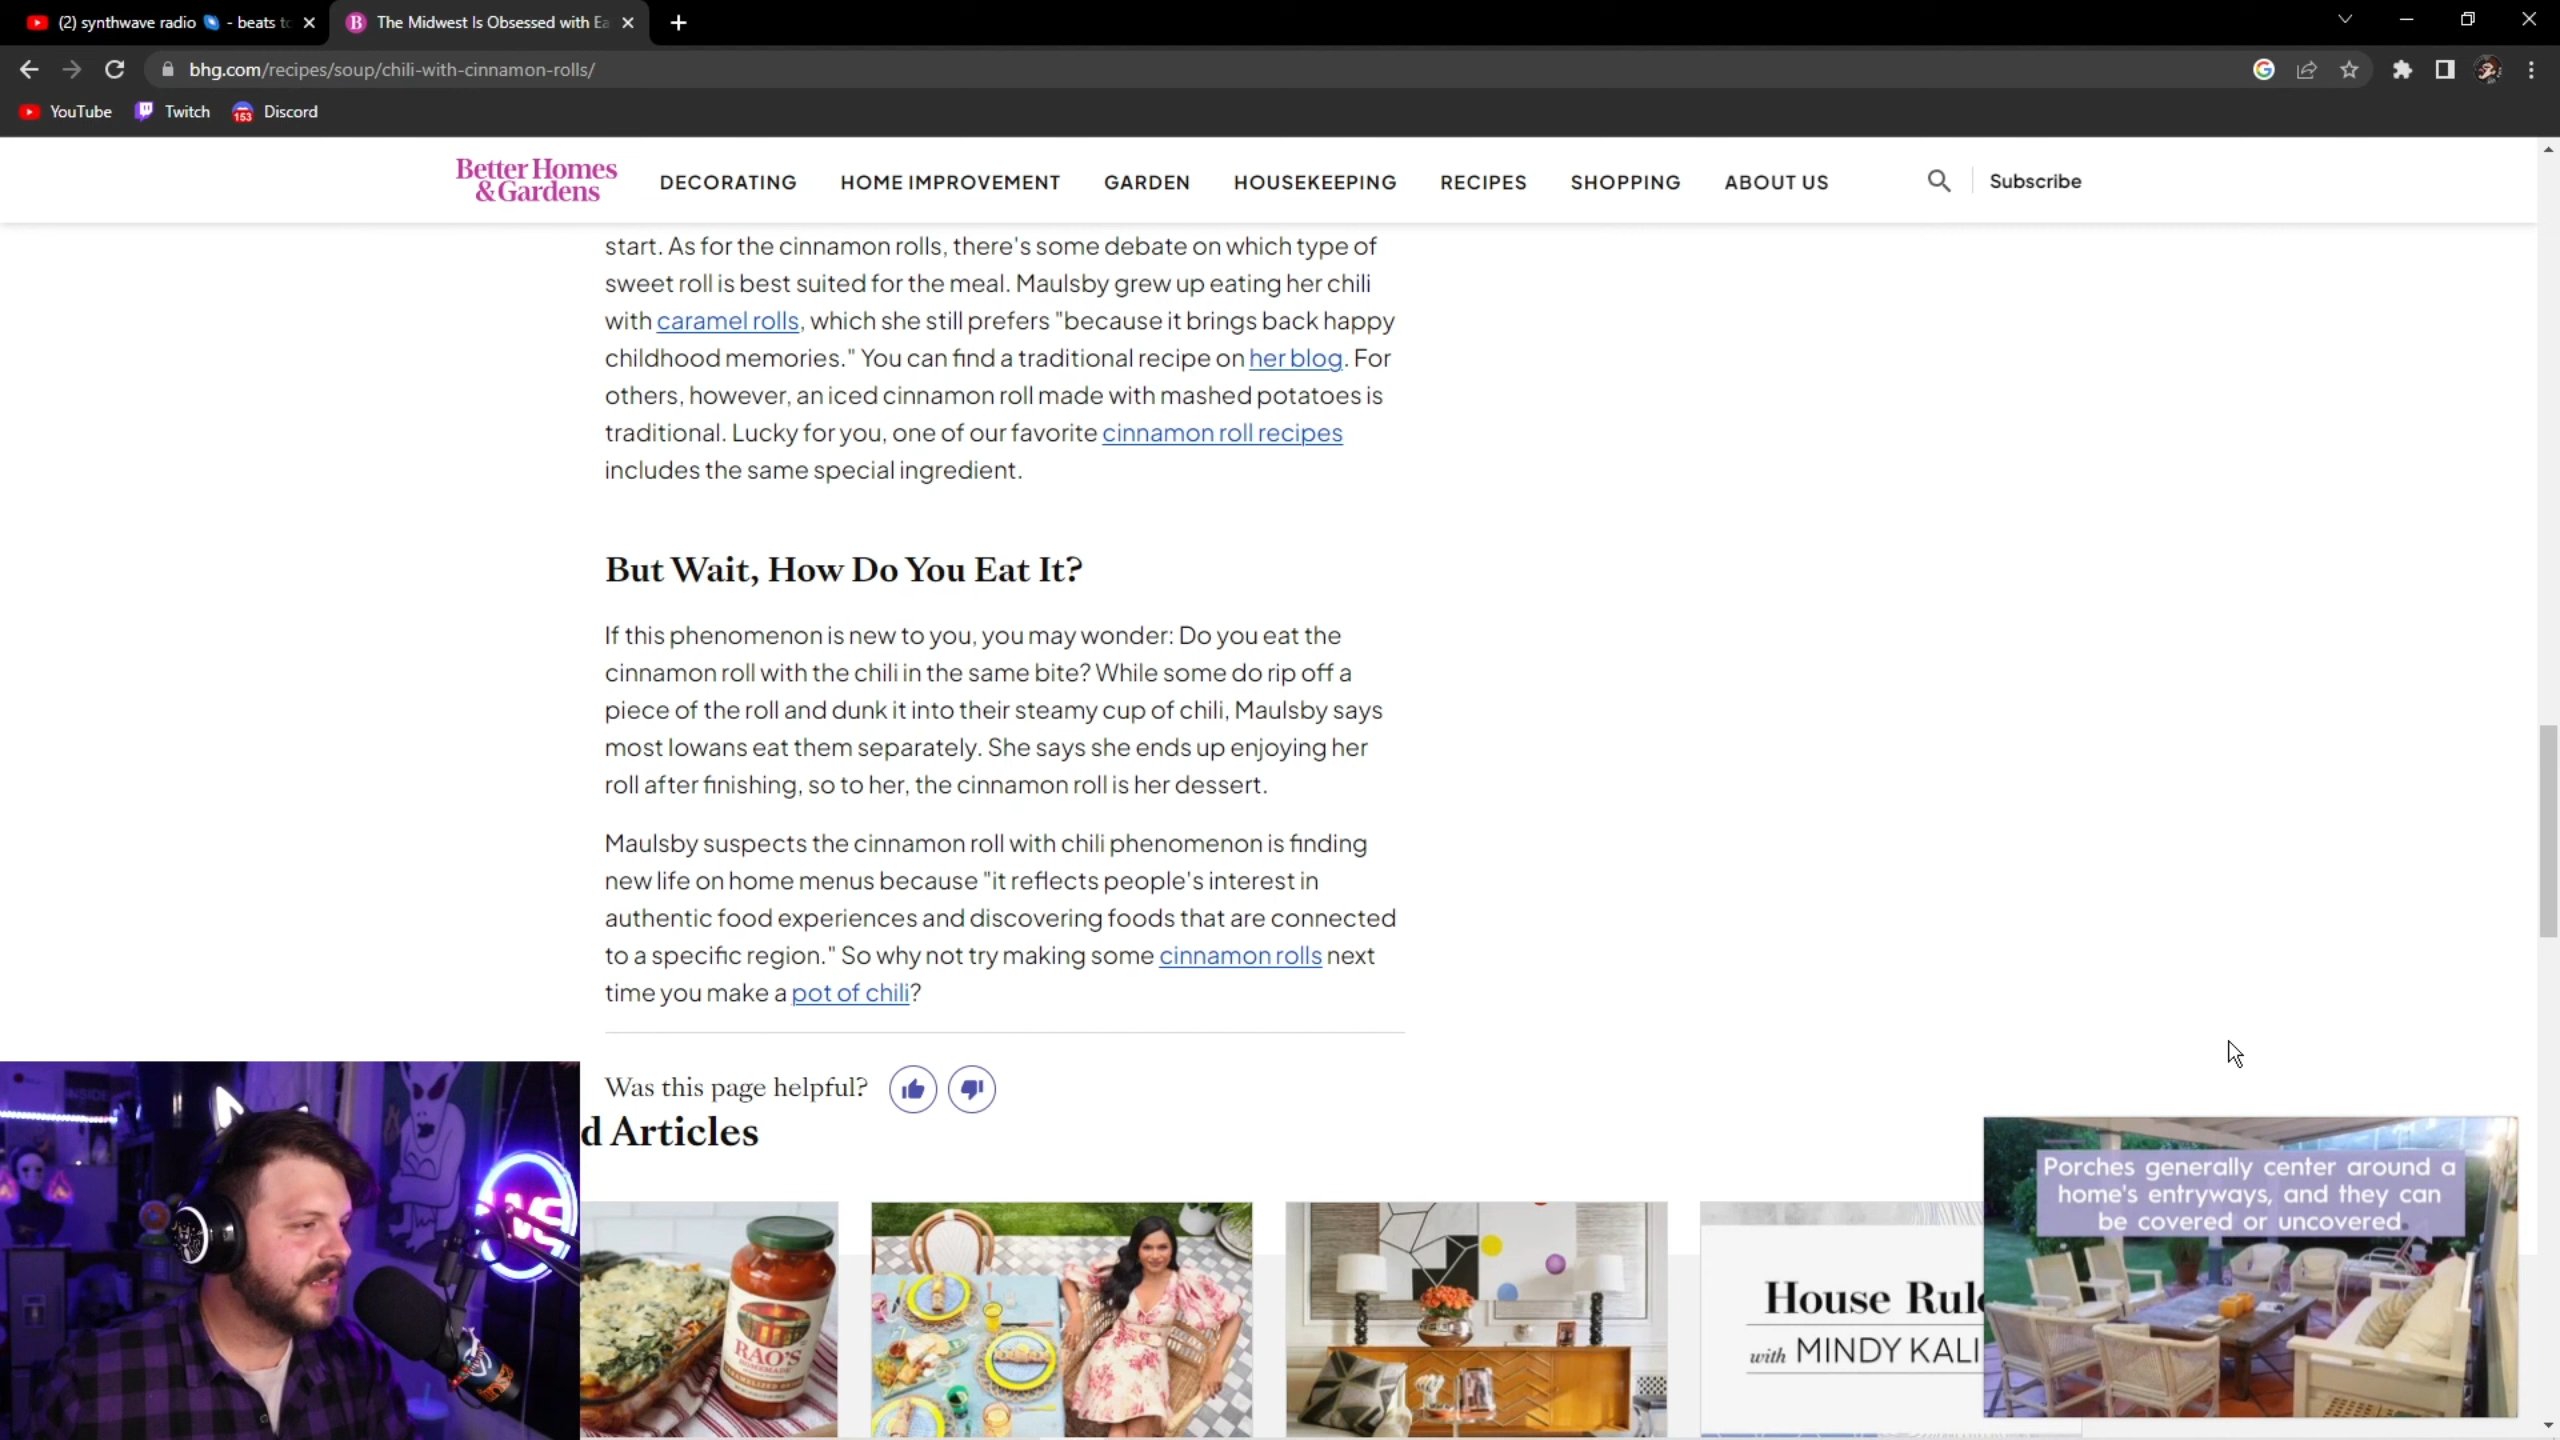 (2) synthwave radio - beats to
The Midwest Is Obsessed with Ea
bhg.com/recipes/soup/chili-with-cinnamon-rolls/
YouTube Twitch 153 Discord
Better Homes
&Gardens
DECORATING HOME IMPROVEMENT GARDEN HOUSEKEEPING RECIPES SHOPPING ABOUT US Subscribe
start. As for the cinnamon rolls, there's some debate on which type of
sweet roll is best suited for the meal. Maulsby grew up eating her chili
with caramel rolls, which she still prefers "because it brings back happy
childhood memories." You can find a traditional recipe on her blog. For
others, however, an iced cinnamon roll made with mashed potatoes is
traditional. Lucky for you, one of our favorite cinnamon roll recipes
includes the same special ingredient.
But Wait, How Do You Eat It?
If this phenomenon is new to you, you may wonder: Do you eat the
cinnamon roll with the chili in the same bite? While some do rip off a
piece of the roll and dunk it into their steamy cup of chili, Maulsby says
most Iowans eat them separately. She says she ends up enjoying her
roll after finishing, so to her, the cinnamon roll is her dessert.
Maulsby suspects the cinnamon roll with chili phenomenon is finding
new life on home menus because "it reflects people's interest in
authentic food experiences and discovering foods that are connected
to a specific region." So why not try making some cinnamon rolls next
time you make a pot of chili?
Was this page helpful?
d Articles
RAO'S
HOMEMADE
House Rul
with MINDY KALI
Porches generally center around a
home's entryways, and they can
be covered or uncovered